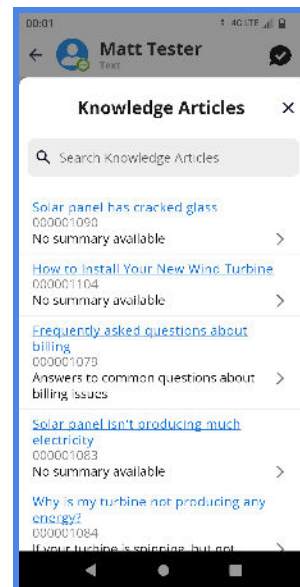 00:01
4G LTE
Matt Tester
Text
Knowledge Articles
Search Knowledge Articles
Solar panel has cracked glass
000001090
No summary available
How to Install Your New Wind Turbine
000001104
No summary available
Frequently asked questions about
billing
000001079
Answers to common questions about
billing issues
Solar panel isn't producing much
electricity
000001083
No summary available
Why is my turbine not producing any
energy?
000001084
If your turbine is spinning, but not